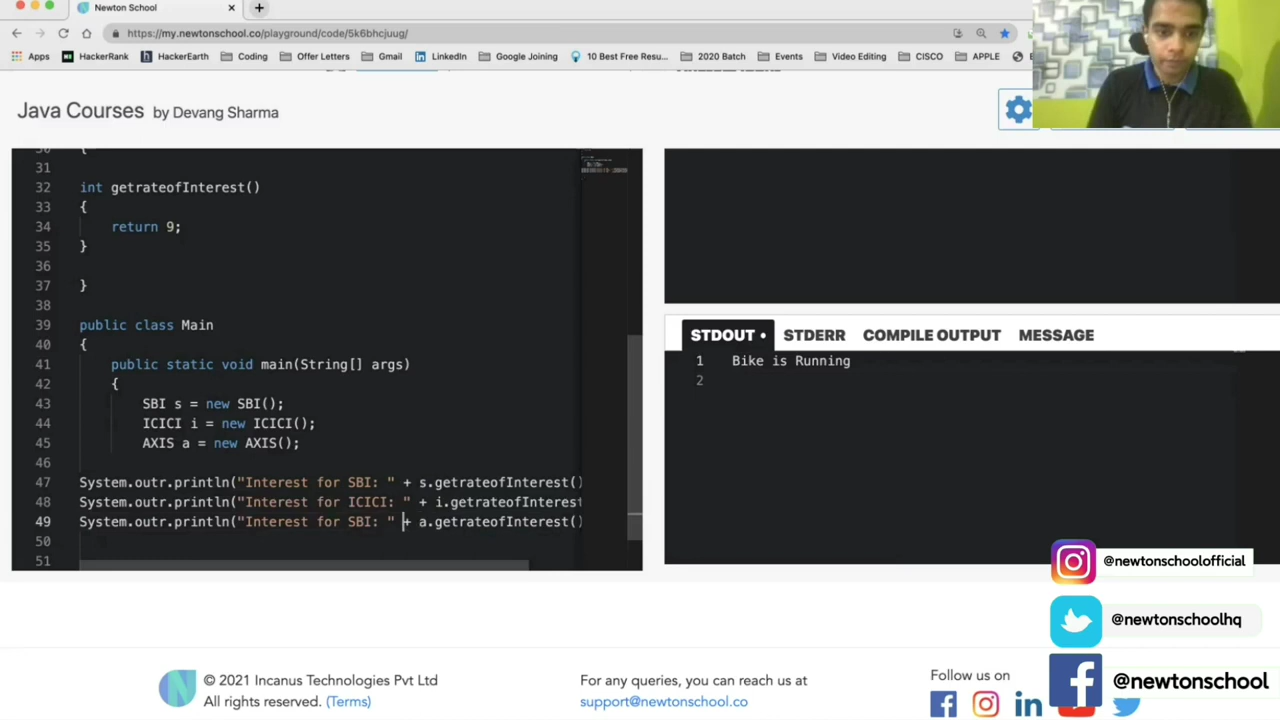 Newton School
https://my.newtonschool.co/playground/code/5k6bhcjuug/
Apps HackerRank HackerEarth Coding Offer Letters Gmail LinkedIn Google Joining 10 Best Free Resu... 2020 Batch Events Video Editing CISCO APPLE
Java Courses by Devang Sharma
30 {
31
32 int getrateofInterest()
33 {
34 return 9;
35 }
36
37 }
38
39 public class Main
40 {
41 public static void main(String[] args)
42 {
43 SBI s = new SBI();
44 ICICI i = new ICICI();
45 AXIS a = new AXIS();
46
47 System.outr.println("Interest for SBI: " + s.getrateofInterest()
48 System.outr.println("Interest for ICICI: " + i.getrateofInterest
49 System.outr.println("Interest for SBI: " + a.getrateofInterest()
50
51
STDOUT • STDERR COMPILE OUTPUT MESSAGE
1 Bike is Running
2
@newtonschoolofficial
@newtonschoolhq
@newtonschool
© 2021 Incanus Technologies Pvt Ltd
All rights reserved. (Terms)
For any queries, you can reach us at
support@newtonschool.co
Follow us on